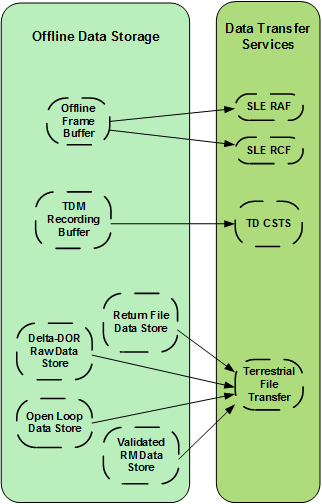 Offline Data Storage
Data Transfer
Services
Offline
Frame
Buffer
SLE RAF
SLE RCF
TDM
Recording
Buffer
TD CSTS
Return File
Data Store
Delta-DOR
Raw Data
Store
Terrestrial
File
Transfer
Open Loop
Data Store
Validated
RM Data
Store